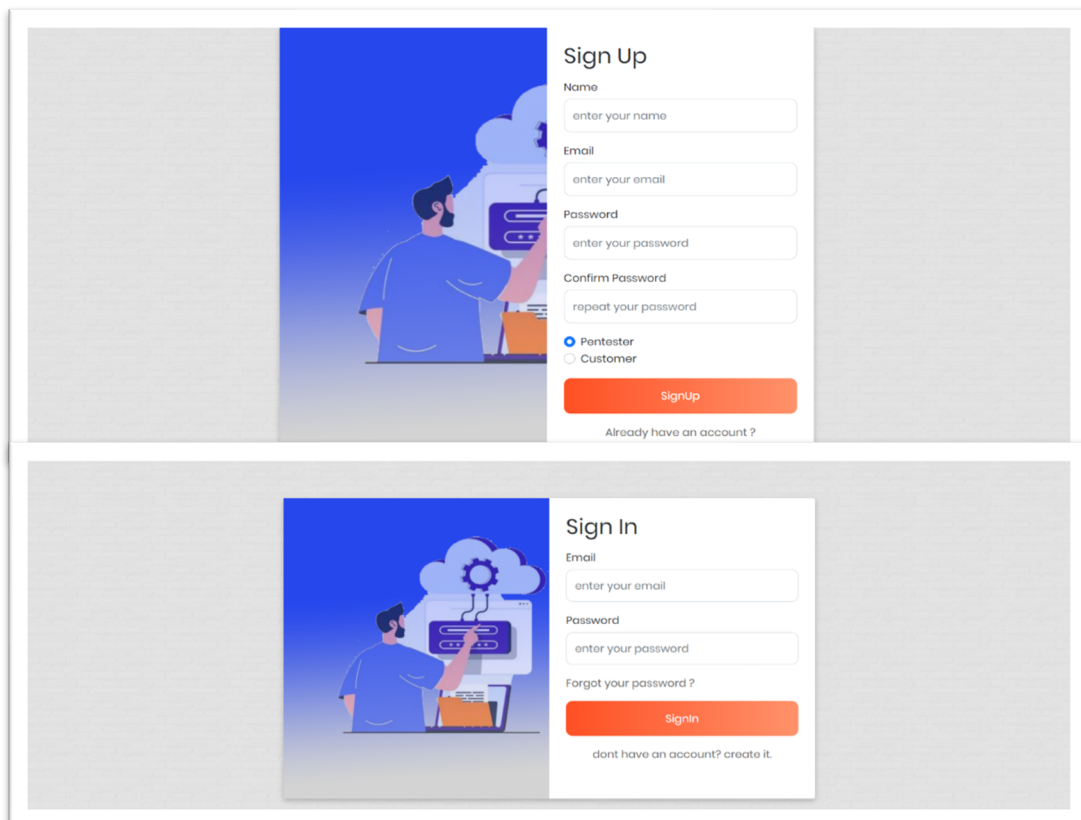 Sign Up
Name
enter your name
Email
enter your email
Password
enter your password
Confirm Password
repeat your password
Pentester
Customer
SignUp
Already have an account ?
Sign In
Email
enter your email
Password
enter your password
Forgot your password ?
SignIn
dont have an account? create it.